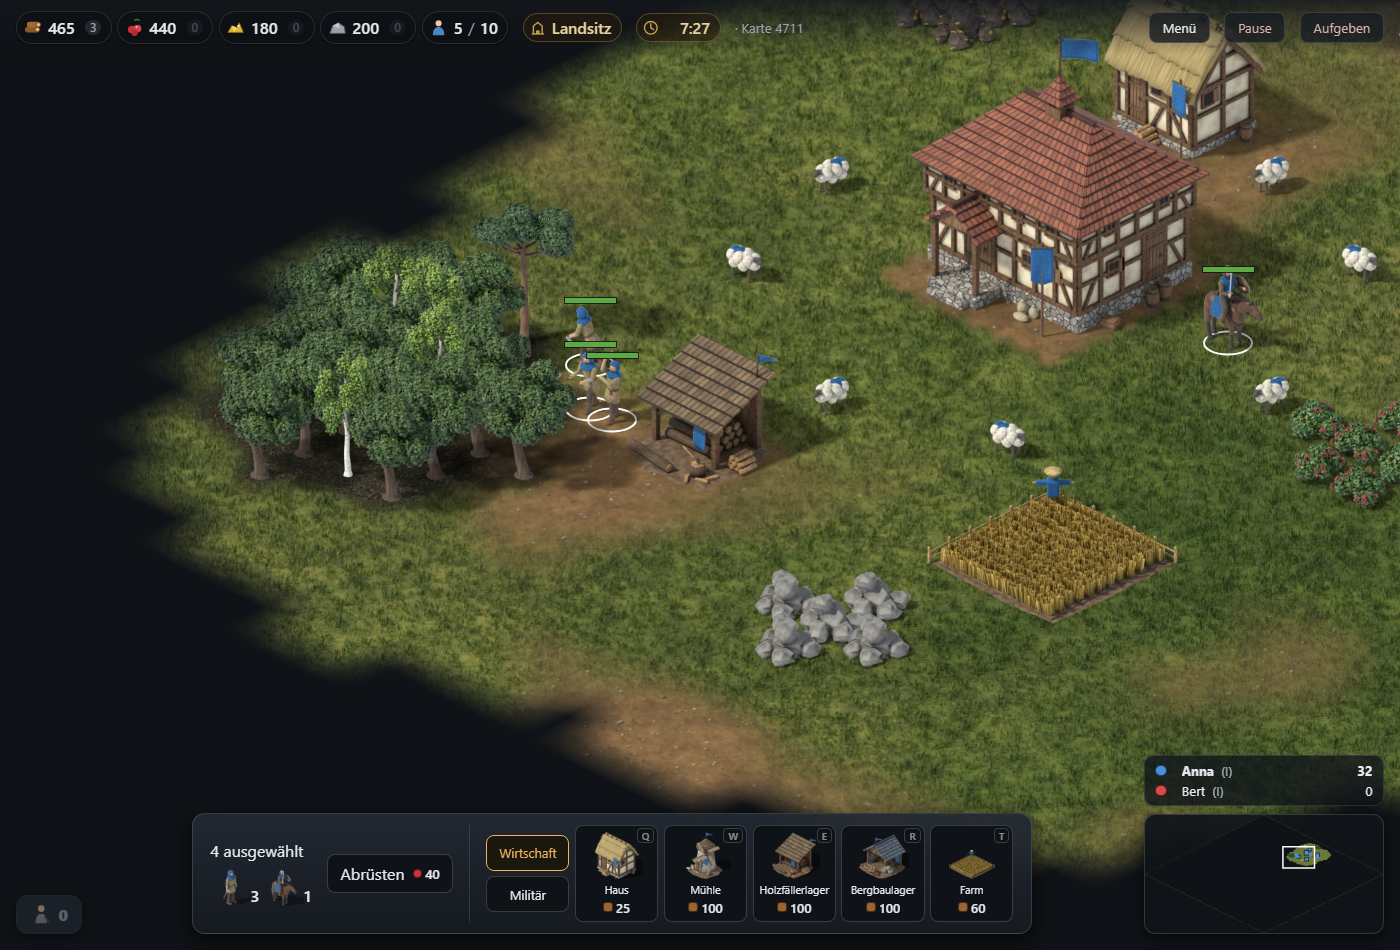 465 3 440 0 180 0 200 0 5 / 10 Landsitz 7:27 · Karte 4711 Menü Pause Aufgeben
Anna (I) 32
Bert (I) 0
4 ausgewählt
3 1
Abrüsten 40
Wirtschaft
Militär
Q
Haus
25
W
Mühle
100
E
Holzfällerlager
100
R
Bergbaulager
100
T
Farm
60
0